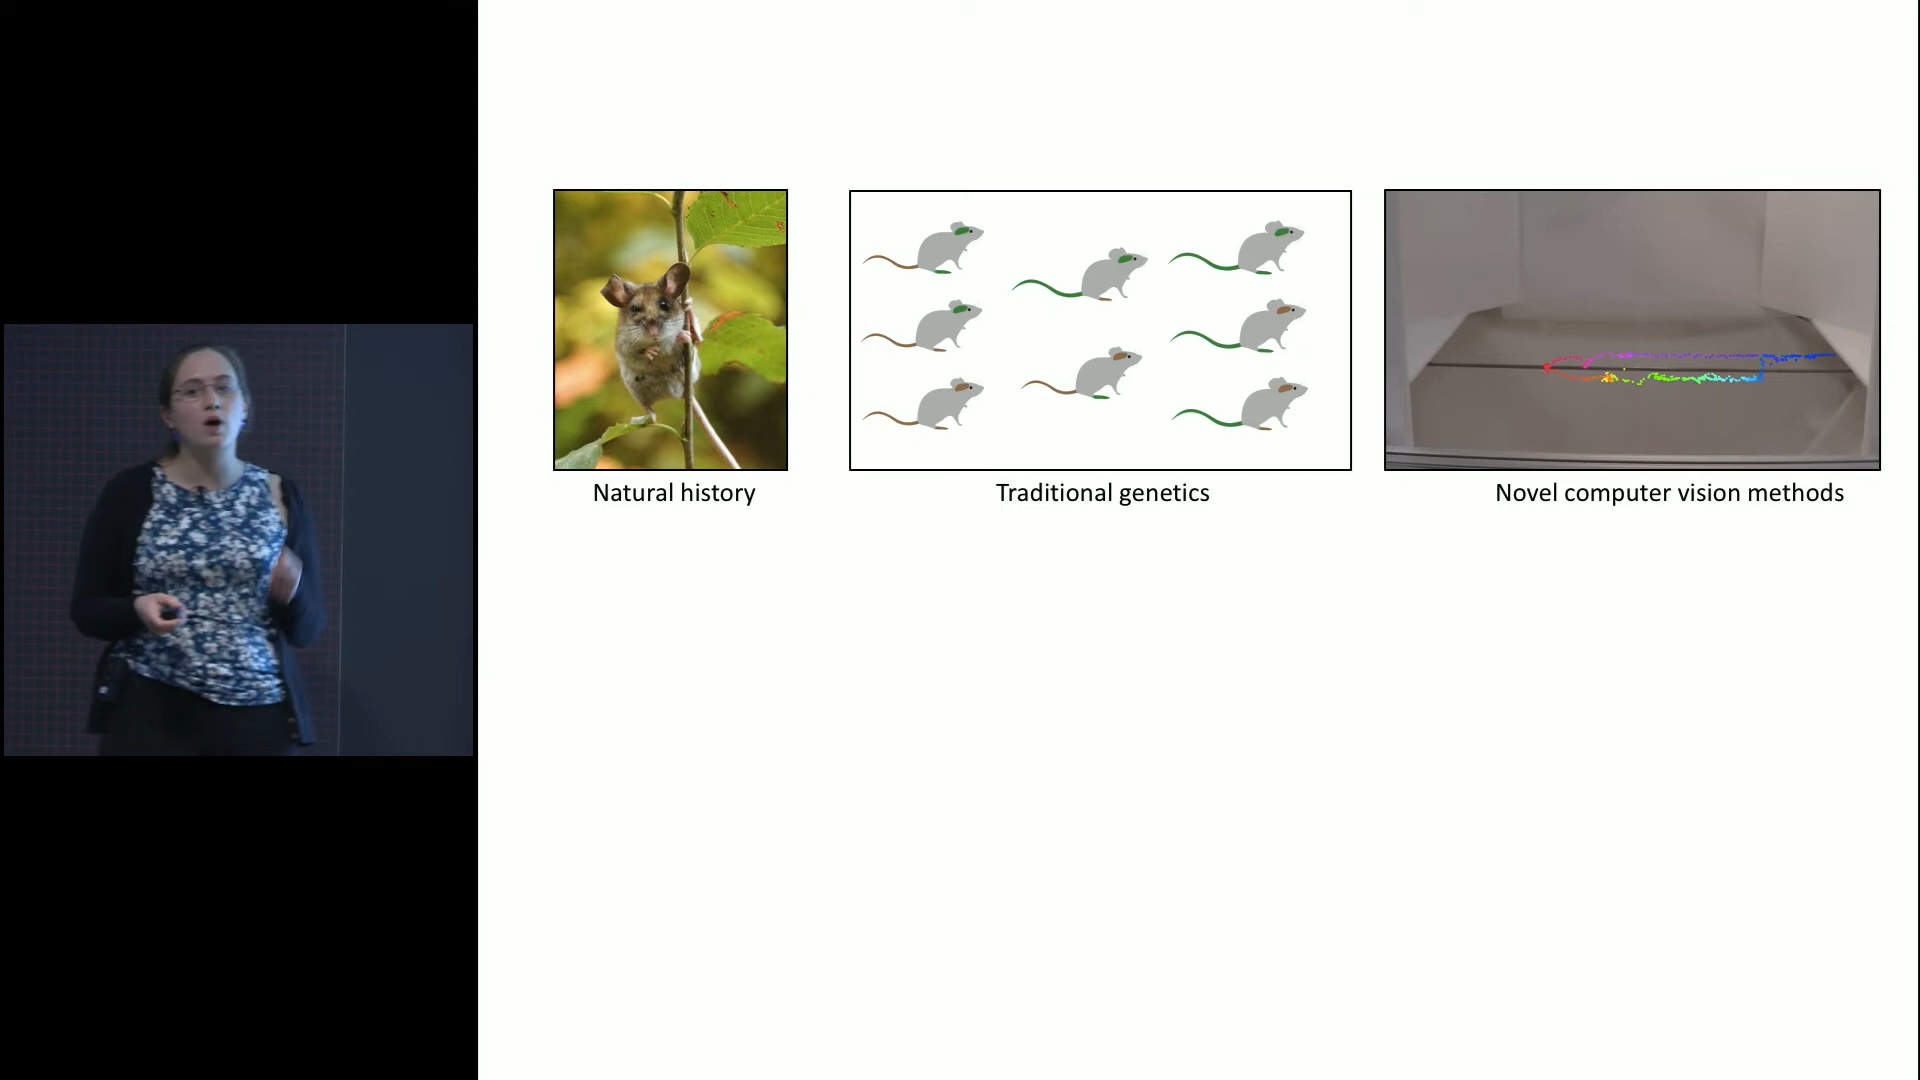 Natural history
Traditional genetics
Novel computer vision methods